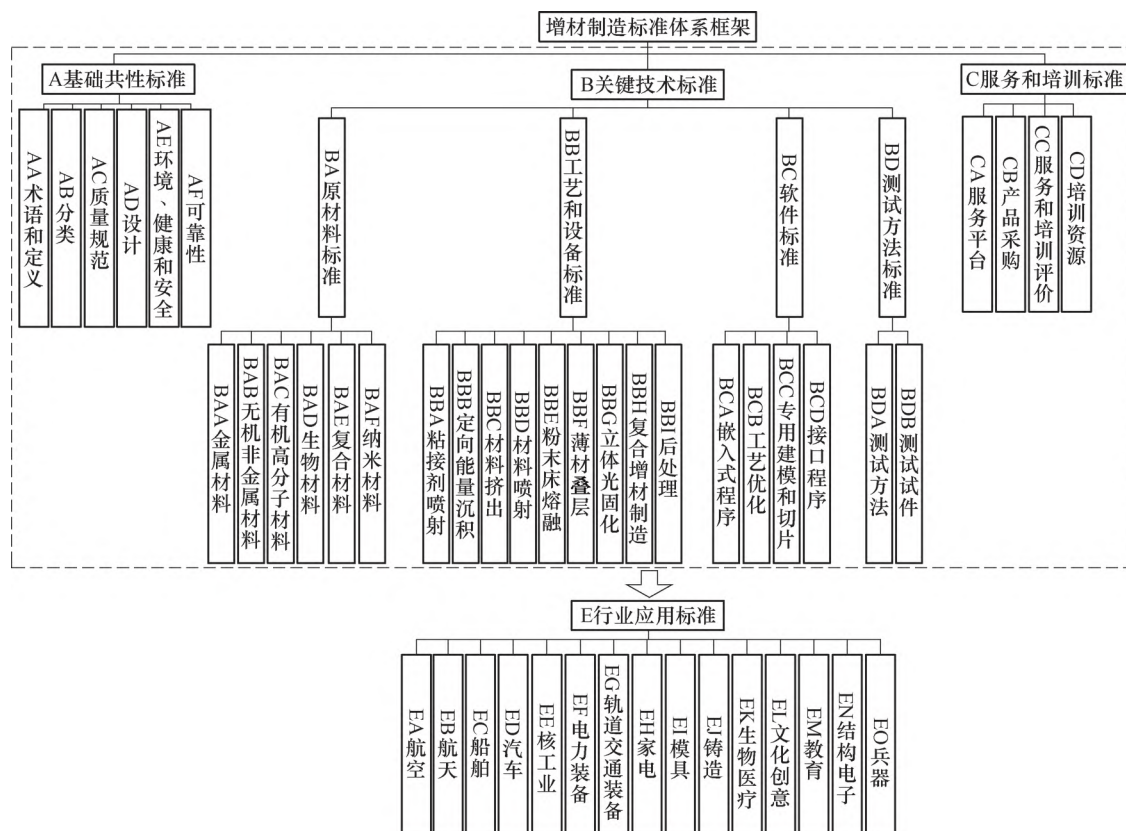 增材制造标准体系框架
A基础共性标准
B关键技术标准
C服务和培训标准
AA术语和定义
AB分类
AC质量规范
AD设计
AE环境、健康和安全
AF可靠性
BA原材料标准
BB工艺和设备标准
BC软件标准
BD测试方法标准
CA服务平台
CB产品采购
CC服务和培训评价
CD培训资源
BAA金属材料
BAB无机非金属材料
BAC有机高分子材料
BAD生物材料
BAE复合材料
BAF纳米材料
BBA粘接剂喷射
BBB定向能量沉积
BBC材料挤出
BBD材料喷射
BBE粉末床熔融
BBF薄材叠层
BBG立体光固化
BBH复合增材制造
BBI后处理
BCA嵌入式程序
BCB工艺优化
BCC专用建模和切片
BCD接口程序
BDA测试方法
BDB测试试件
E行业应用标准
EA航空
EB航天
EC船舶
ED汽车
EE核工业
EF电力装备
EG轨道交通装备
EH家电
EI模具
EJ铸造
EK生物医疗
EL文化创意
EM教育
EN结构电子
EO兵器